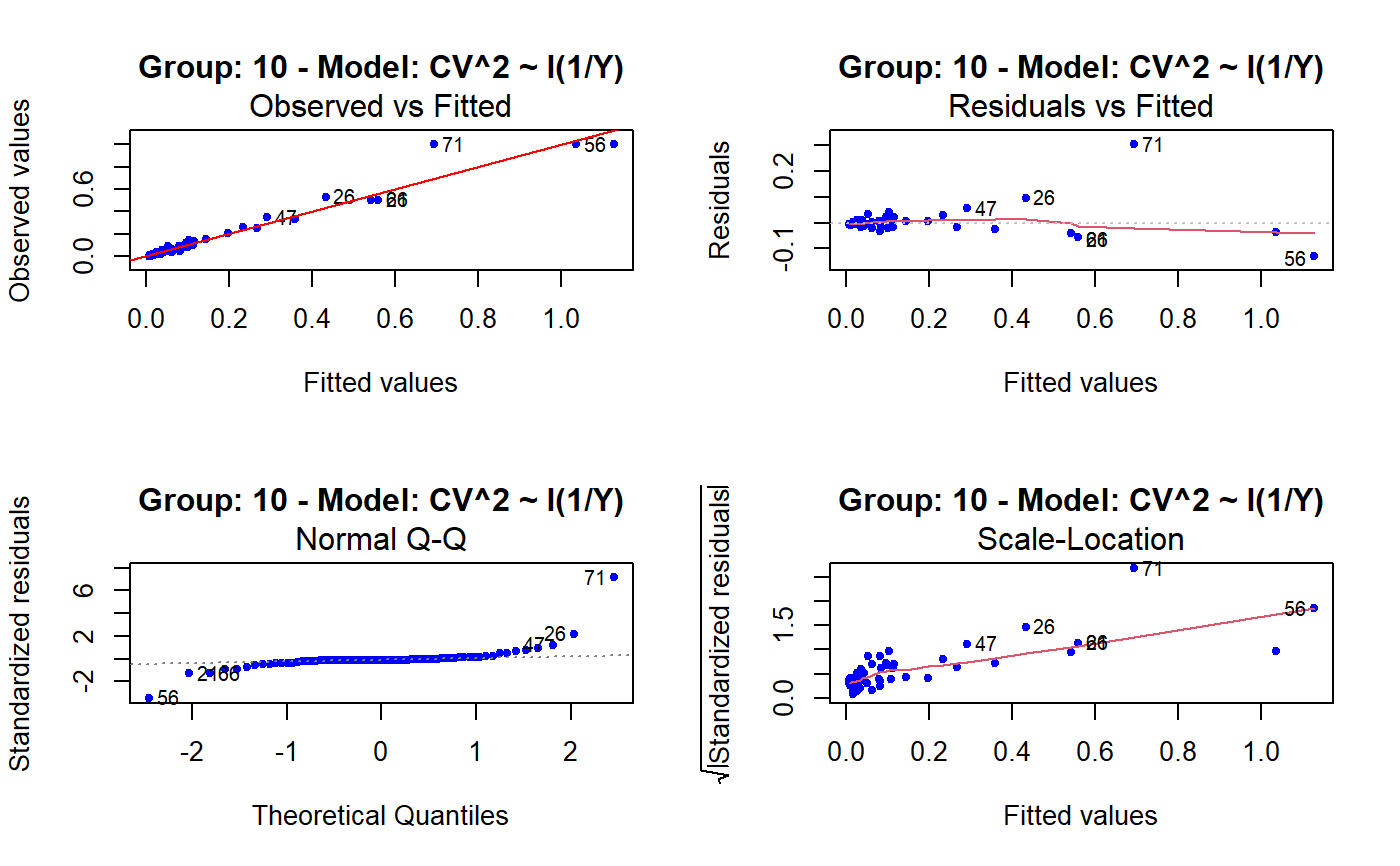 Group: 10 - Model: CV^2 ~ I(1/Y)
Observed vs Fitted
Observed values
0.0 0.6
71
56
26
47
0.0 0.2 0.4 0.6 0.8 1.0
Fitted values
Group: 10 - Model: CV^2 ~ I(1/Y)
Residuals vs Fitted
Residuals
-0.1 0.2
71
26
47
56
0.0 0.2 0.4 0.6 0.8 1.0
Fitted values
Group: 10 - Model: CV^2 ~ I(1/Y)
Normal Q-Q
Standardized residuals
-2 2 6
71
26
47
56
-2 -1 0 1 2
Theoretical Quantiles
Group: 10 - Model: CV^2 ~ I(1/Y)
Scale-Location
√|Standardized residuals|
0.0 1.5
71
56
26
47
0.0 0.2 0.4 0.6 0.8 1.0
Fitted values